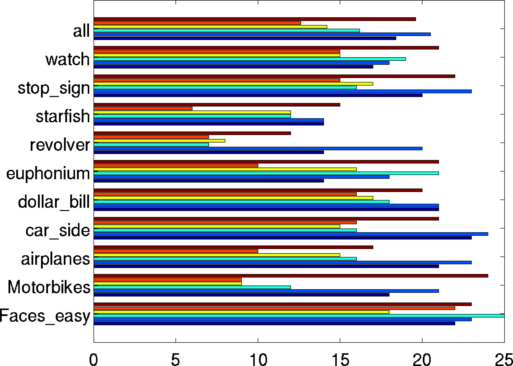 all
watch
stop_sign
starfish
revolver
euphonium
dollar_bill
car_side
airplanes
Motorbikes
Faces_easy
0 5 10 15 20 25